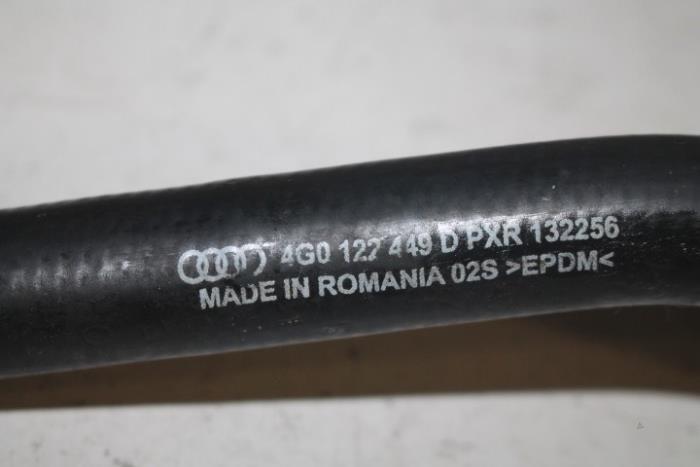 4G0 122 449 D PXR 132256
MADE IN ROMANIA 02S >EPDM<